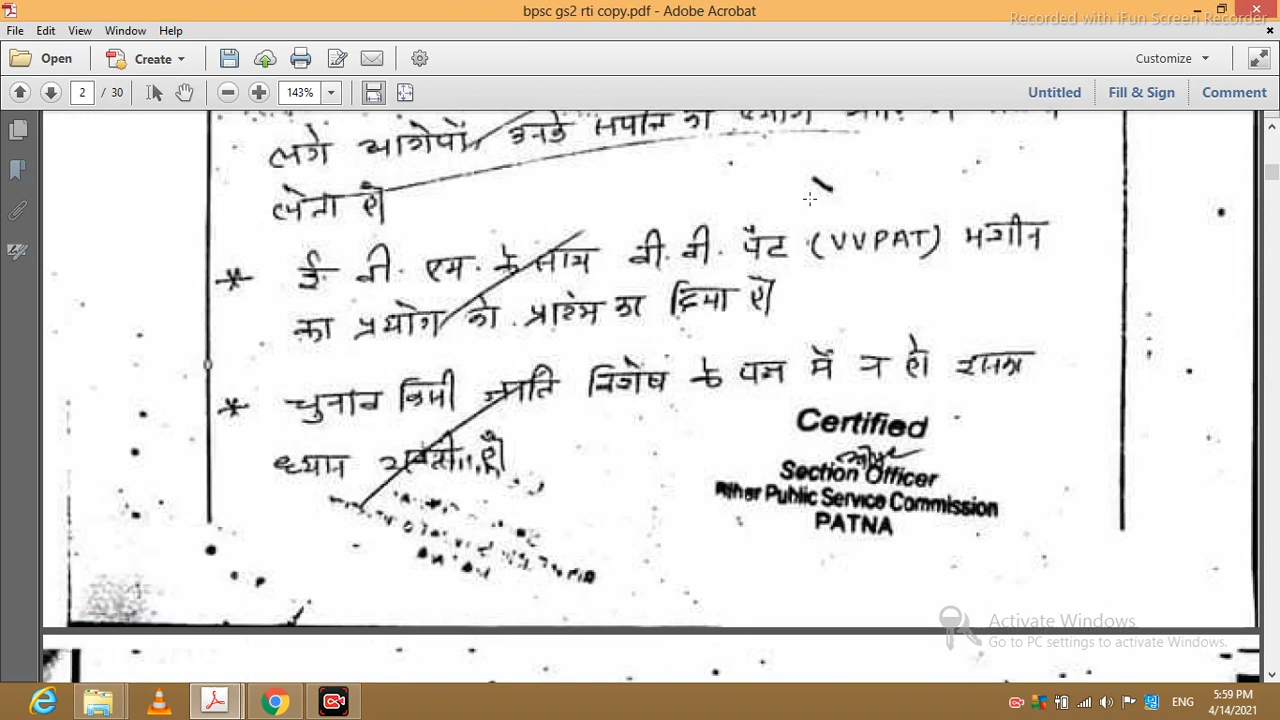 bpsc gs2 rti copy.pdf - Adobe Acrobat
Recorded with iFun Screen Recorder
File Edit View Window Help
Open Create Customize
2 / 30 143% Untitled Fill & Sign Comment
लगे आरोपों, उनके
लेता है।
* ई. वी. एम. के साथ वी. वी. पैट (VVPAT) मशीन
का प्रयोग को प्रारंभ कर दिया है।
* चुनाव किसी विशेष के पक्ष में न हो इसका
ध्यान रखती है।
Certified
Section Officer
Public Service Commission
PATNA
Activate Windows
Go to PC settings to activate Windows.
ENG
5:59 PM
4/14/2021